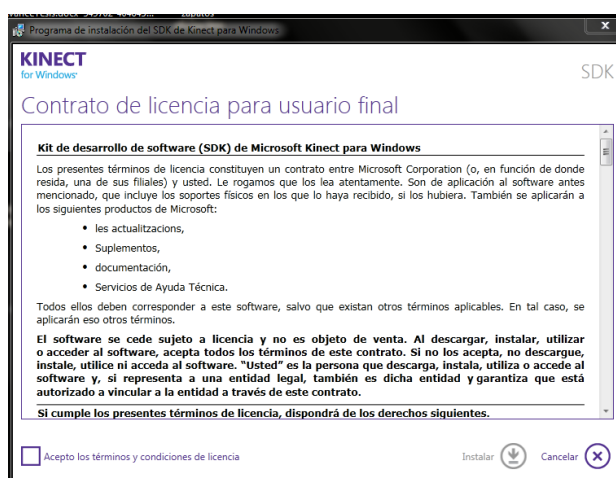 Programa de instalación del SDK de Kinect para Windows
KINECT
for Windows
SDK
Contrato de licencia para usuario final
Kit de desarrollo de software (SDK) de Microsoft Kinect para Windows
Los presentes términos de licencia constituyen un contrato entre Microsoft Corporation (o, en función de donde
resida, una de sus filiales) y usted. Le rogamos que los lea atentamente. Son de aplicación al software antes
mencionado, que incluye los soportes físicos en los que lo haya recibido, si los hubiera. También se aplicarán a
los siguientes productos de Microsoft:
• les actualitzacions,
• Suplementos,
• documentación,
• Servicios de Ayuda Técnica.
Todos ellos deben corresponder a este software, salvo que existan otros términos aplicables. En tal caso, se
aplicarán eso otros términos.
El software se cede sujeto a licencia y no es objeto de venta. Al descargar, instalar, utilizar
o acceder al software, acepta todos los términos de este contrato. Si no los acepta, no descargue,
instale, utilice ni acceda al software. “Usted” es la persona que descarga, instala, utiliza o accede al
software y, si representa a una entidad legal, también es dicha entidad y garantiza que está
autorizado a vincular a la entidad a través de este contrato.
Si cumple los presentes términos de licencia, dispondrá de los derechos siguientes.
Acepto los términos y condiciones de licencia
Instalar
Cancelar